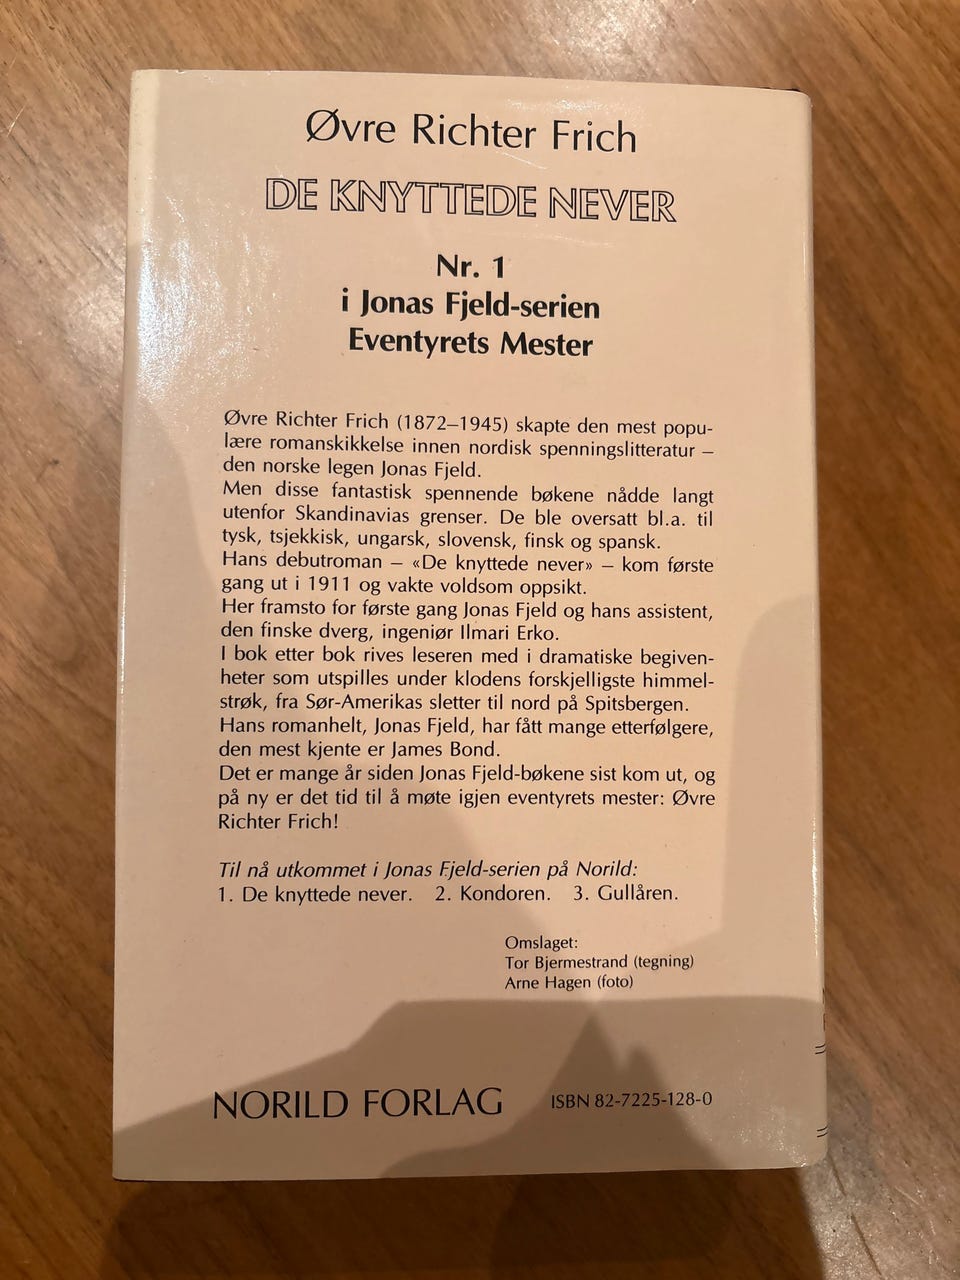 Øvre Richter Frich
DE KNYTTEDE NEVER
Nr. 1
i Jonas Fjeld-serien
Eventyrets Mester
Øvre Richter Frich (1872–1945) skapte den mest popu-
lære romanskikkelse innen nordisk spenningslitteratur –
den norske legen Jonas Fjeld.
Men disse fantastisk spennende bøkene nådde langt
utenfor Skandinavias grenser. De ble oversatt bl.a. til
tysk, tsjekkisk, ungarsk, slovensk, finsk og spansk.
Hans debutroman – «De knyttede never» – kom første
gang ut i 1911 og vakte voldsom oppsikt.
Her framsto for første gang Jonas Fjeld og hans assistent,
den finske dverg, ingeniør Ilmari Erko.
I bok etter bok rives leseren med i dramatiske begiven-
heter som utspilles under klodens forskjelligste himmel-
strøk, fra Sør-Amerikas sletter til nord på Spitsbergen.
Hans romanhelt, Jonas Fjeld, har fått mange etterfølgere,
den mest kjente er James Bond.
Det er mange år siden Jonas Fjeld-bøkene sist kom ut, og
på ny er det tid til å møte igjen eventyrets mester: Øvre
Richter Frich!
Til nå utkommet i Jonas Fjeld-serien på Norild:
1. De knyttede never. 2. Kondoren. 3. Gullåren.
Omslaget:
Tor Bjermestrand (tegning)
Arne Hagen (foto)
NORILD FORLAG ISBN 82-7225-128-0